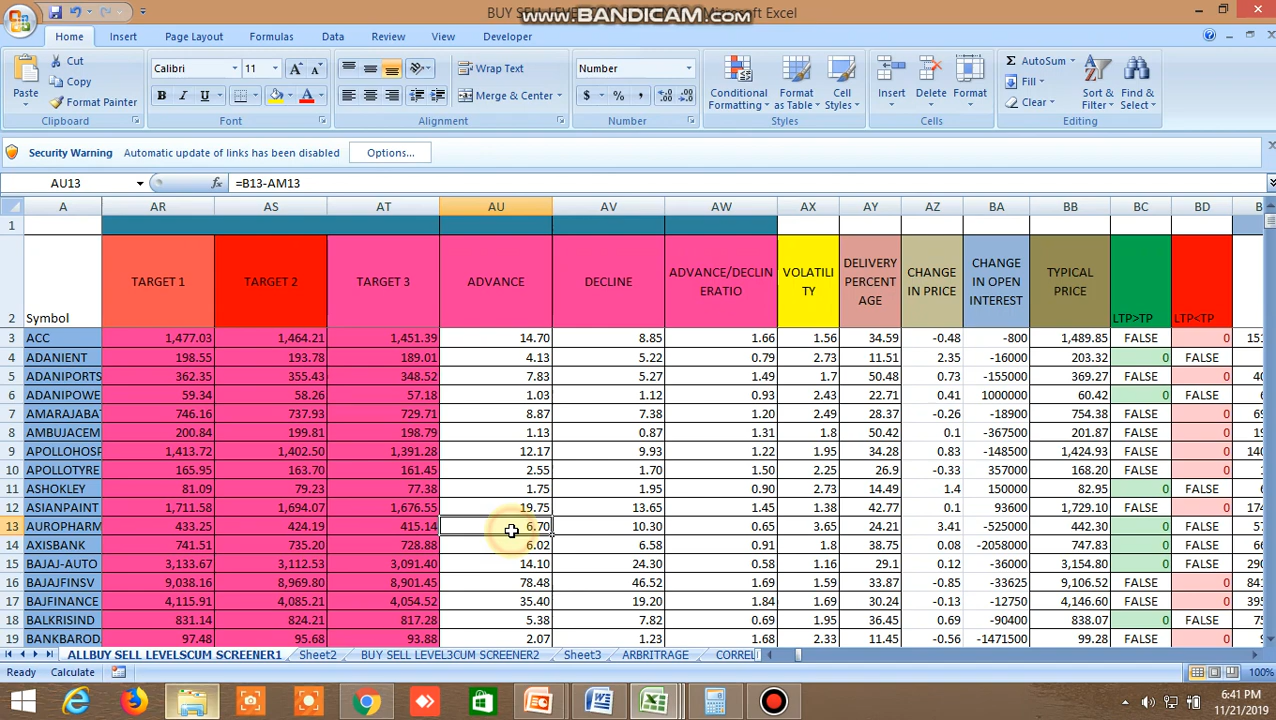 BUY SELL
www.BANDICAM.com
Microsoft Excel
Home Insert Page Layout Formulas Data Review View Developer
Paste
Cut
Copy
Format Painter
Clipboard
Calibri 11
B I U
Font
Wrap Text
Merge & Center
Alignment
Number
$ % ,
Number
Conditional Formatting
Format as Table
Cell Styles
Styles
Insert
Delete
Format
Cells
Σ AutoSum
Fill
Clear
Sort & Filter
Find & Select
Editing
Security Warning Automatic update of links has been disabled Options...
AU13 fx =B13-AM13
A AR AS AT AU AV AW AX AY AZ BA BB BC BD
1
2 Symbol TARGET 1 TARGET 2 TARGET 3 ADVANCE DECLINE ADVANCE/DECLINERATIO VOLATILITY DELIVERY PERCENTAGE CHANGE IN PRICE CHANGE IN OPEN INTEREST TYPICAL PRICE LTP>TP LTP<TP
3 ACC 1,477.03 1,464.21 1,451.39 14.70 8.85 1.66 1.56 34.59 -0.48 -800 1,489.85 FALSE 0
4 ADANIENT 198.55 193.78 189.01 4.13 5.22 0.79 2.73 11.51 2.35 -16000 203.32 0 FALSE
5 ADANIPORTS 362.35 355.43 348.52 7.83 5.27 1.49 1.7 50.48 0.73 -155000 369.27 FALSE 0
6 ADANIPOWE 59.34 58.26 57.18 1.03 1.12 0.93 2.43 22.71 0.41 1000000 60.42 FALSE 0
7 AMARAJABAT 746.16 737.93 729.71 8.87 7.38 1.20 2.49 28.37 -0.26 -18900 754.38 FALSE 0
8 AMBUJACEM 200.84 199.81 198.79 1.13 0.87 1.31 1.8 50.42 0.1 -367500 201.87 FALSE 0
9 APOLLOHOSP 1,413.72 1,402.50 1,391.28 12.17 9.93 1.22 1.95 34.28 0.83 -148500 1,424.93 FALSE 0
10 APOLLOTYRE 165.95 163.70 161.45 2.55 1.70 1.50 2.25 26.9 -0.33 357000 168.20 FALSE 0
11 ASHOKLEY 81.09 79.23 77.38 1.75 1.95 0.90 2.73 14.49 1.4 150000 82.95 0 FALSE
12 ASIANPAINT 1,711.58 1,694.07 1,676.55 19.75 13.65 1.45 1.38 42.77 0.1 93600 1,729.10 FALSE 0
13 AUROPHARM 433.25 424.19 415.14 6.70 10.30 0.65 3.65 24.21 3.41 -525000 442.30 0 FALSE
14 AXISBANK 741.51 735.20 728.88 6.02 6.58 0.91 1.8 38.75 0.08 -2058000 747.83 0 FALSE
15 BAJAJ-AUTO 3,133.67 3,112.53 3,091.40 14.10 24.30 0.58 1.16 29.1 -0.12 -36000 3,154.80 0 FALSE
16 BAJAJFINSV 9,038.16 8,969.80 8,901.45 78.48 46.52 1.69 1.59 33.87 -0.85 -33625 9,106.52 FALSE 0
17 BAJFINANCE 4,115.91 4,085.21 4,054.52 35.40 19.20 1.84 1.69 30.24 -0.13 -12750 4,146.60 FALSE 0
18 BALKRISIND 831.14 824.21 817.28 5.38 7.82 0.69 1.95 36.45 0.69 -90400 838.07 0 FALSE
19 BANKBAROD 97.48 95.68 93.88 2.07 1.23 1.68 2.33 11.45 -0.56 -1471500 99.28 FALSE 0
ALLBUY SELL LEVELSCUM SCREENER1 Sheet2 BUY SELL LEVEL3CUM SCREENER2 Sheet3 ARBRITRAGE CORREL
Ready Calculate 100%
6:41 PM
11/21/2019